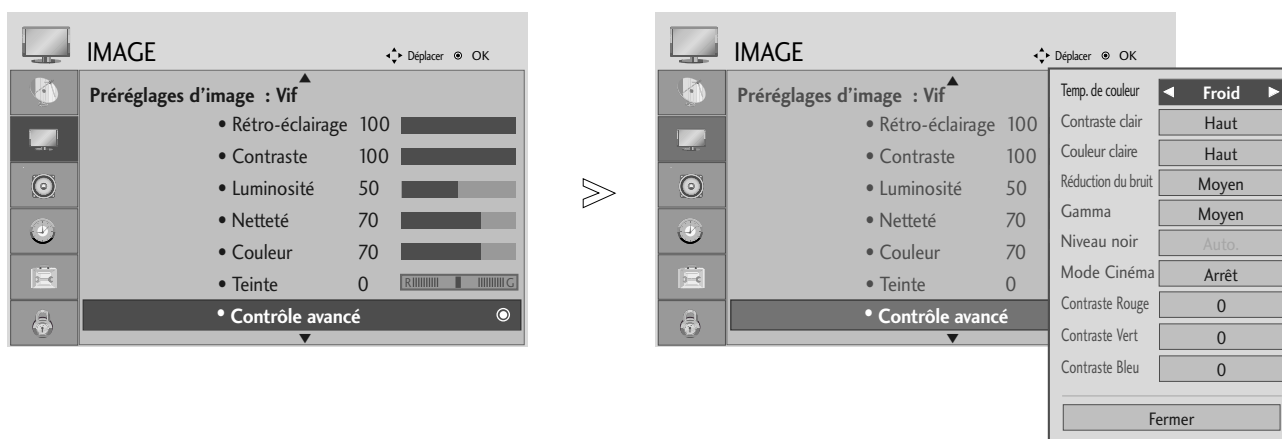 IMAGE
Déplacer OK
Préréglages d'image : Vif
• Rétro-éclairage 100
• Contraste 100
• Luminosité 50
• Netteté 70
• Couleur 70
• Teinte 0 R G
• Contrôle avancé
IMAGE
Déplacer OK
Préréglages d'image : Vif
• Rétro-éclairage 100
• Contraste 100
• Luminosité 50
• Netteté 70
• Couleur 70
• Teinte 0
• Contrôle avancé
Temp. de couleur Froid
Contraste clair Haut
Couleur claire Haut
Réduction du bruit Moyen
Gamma Moyen
Niveau noir Auto.
Mode Cinéma Arrêt
Contraste Rouge 0
Contraste Vert 0
Contraste Bleu 0
Fermer